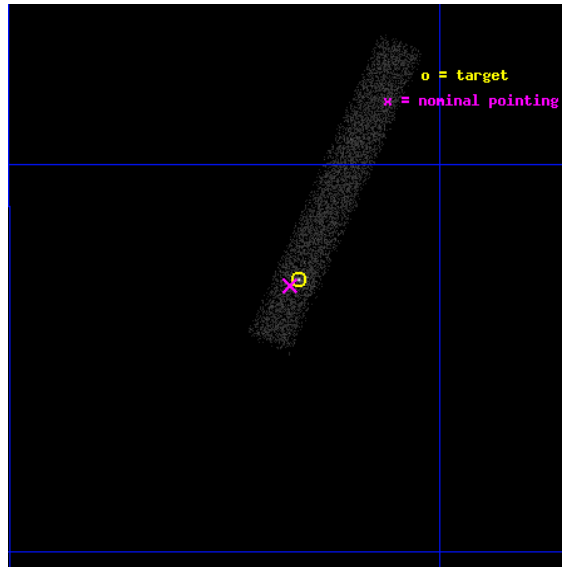 o = target
x = nominal pointing